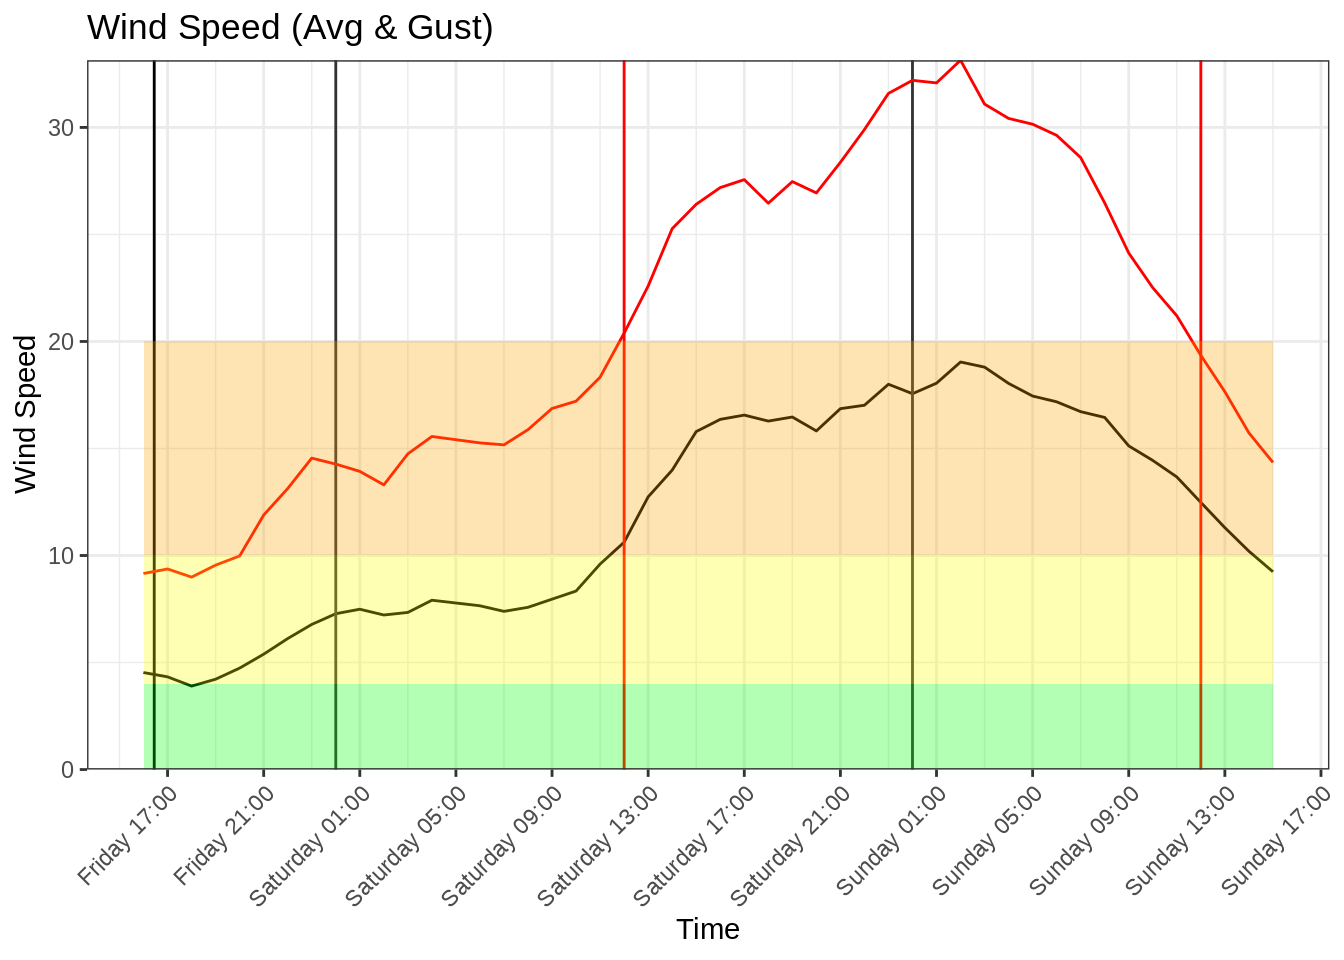 Wind Speed (Avg & Gust)
Wind Speed
30
20
10
0
Friday 17:00
Friday 21:00
Saturday 01:00
Saturday 05:00
Saturday 09:00
Saturday 13:00
Saturday 17:00
Saturday 21:00
Sunday 01:00
Sunday 05:00
Sunday 09:00
Sunday 13:00
Sunday 17:00
Time